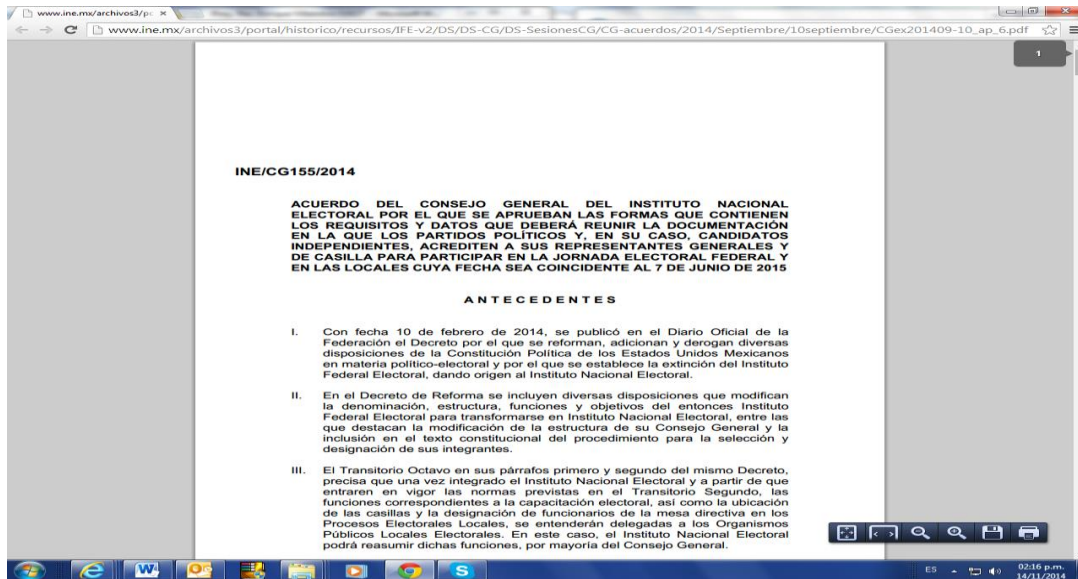 www.ine.mx/archivos3/po
www.ine.mx/archivos3/portal/historico/recursos/IFE-v2/DS/DS-CG/DS-SesionesCG/CG-acuerdos/2014/Septiembre/10septiembre/CGex201409-10_ap_6.pdf
1
INE/CG155/2014
ACUERDO DEL CONSEJO GENERAL DEL INSTITUTO NACIONAL
ELECTORAL POR EL QUE SE APRUEBAN LAS FORMAS QUE CONTIENEN
LOS REQUISITOS Y DATOS QUE DEBERÁ REUNIR LA DOCUMENTACIÓN
EN LA QUE LOS PARTIDOS POLÍTICOS Y, EN SU CASO, CANDIDATOS
INDEPENDIENTES, ACREDITEN A SUS REPRESENTANTES GENERALES Y
DE CASILLA PARA PARTICIPAR EN LA JORNADA ELECTORAL FEDERAL Y
EN LAS LOCALES CUYA FECHA SEA COINCIDENTE AL 7 DE JUNIO DE 2015
A N T E C E D E N T E S
I. Con fecha 10 de febrero de 2014, se publicó en el Diario Oficial de la
Federación el Decreto por el que se reforman, adicionan y derogan diversas
disposiciones de la Constitución Política de los Estados Unidos Mexicanos
en materia político-electoral y por el que se establece la extinción del Instituto
Federal Electoral, dando origen al Instituto Nacional Electoral.
II. En el Decreto de Reforma se incluyen diversas disposiciones que modifican
la denominación, estructura, funciones y objetivos del entonces Instituto
Federal Electoral para transformarse en Instituto Nacional Electoral, entre las
que destacan la modificación de la estructura de su Consejo General y la
inclusión en el texto constitucional del procedimiento para la selección y
designación de sus integrantes.
III. El Transitorio Octavo en sus párrafos primero y segundo del mismo Decreto,
precisa que una vez integrado el Instituto Nacional Electoral y a partir de que
entraren en vigor las normas previstas en el Transitorio Segundo, las
funciones correspondientes a la capacitación electoral, así como la ubicación
de las casillas y la designación de funcionarios de la mesa directiva en los
Procesos Electorales Locales, se entenderán delegadas a los Organismos
Públicos Locales Electorales. En este caso, el Instituto Nacional Electoral
podrá reasumir dichas funciones, por mayoría del Consejo General.
ES
02:16 p.m.
14/11/2014